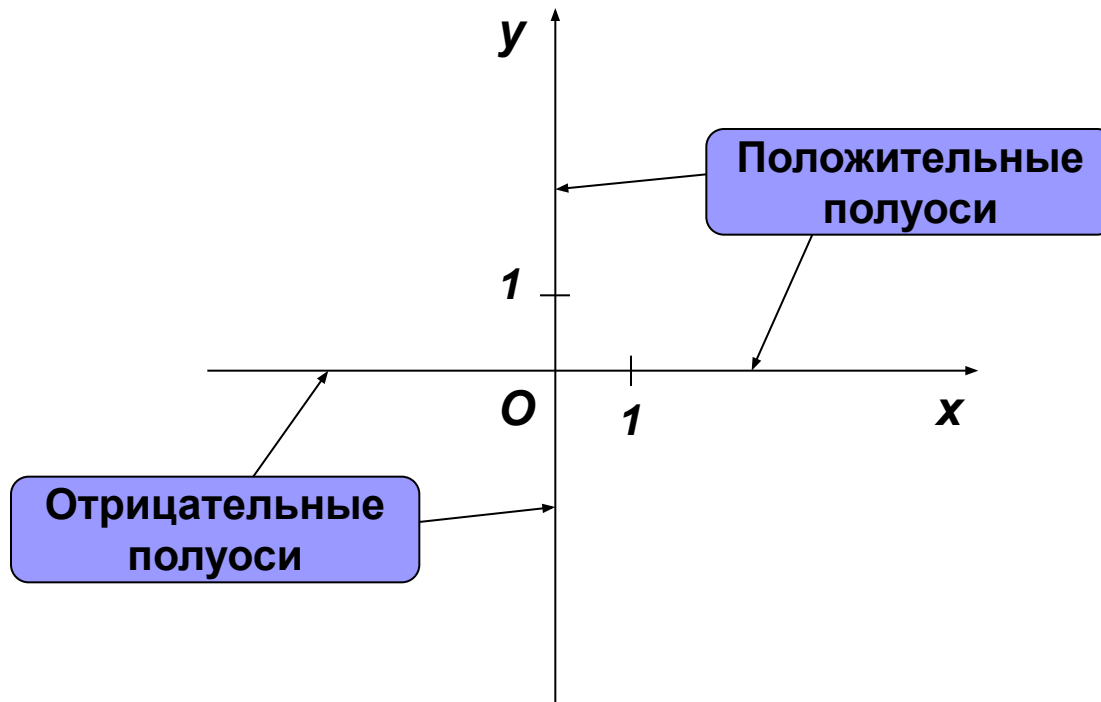 y
Положительные
полуоси
1
O
1
x
Отрицательные
полуоси